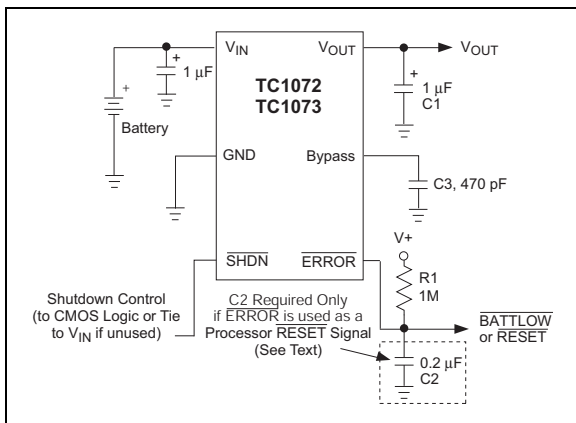 VIN
VOUT
VOUT
+
1 µF
+
Battery
TC1072
TC1073
+
1 µF
C1
GND
Bypass
C3, 470 pF
V+
R1
1M
SHDN
ERROR
Shutdown Control
(to CMOS Logic or Tie
to VIN if unused)
C2 Required Only
if ERROR is used as a
Processor RESET Signal
(See Text)
BATTLOW
or RESET
0.2 µF
C2